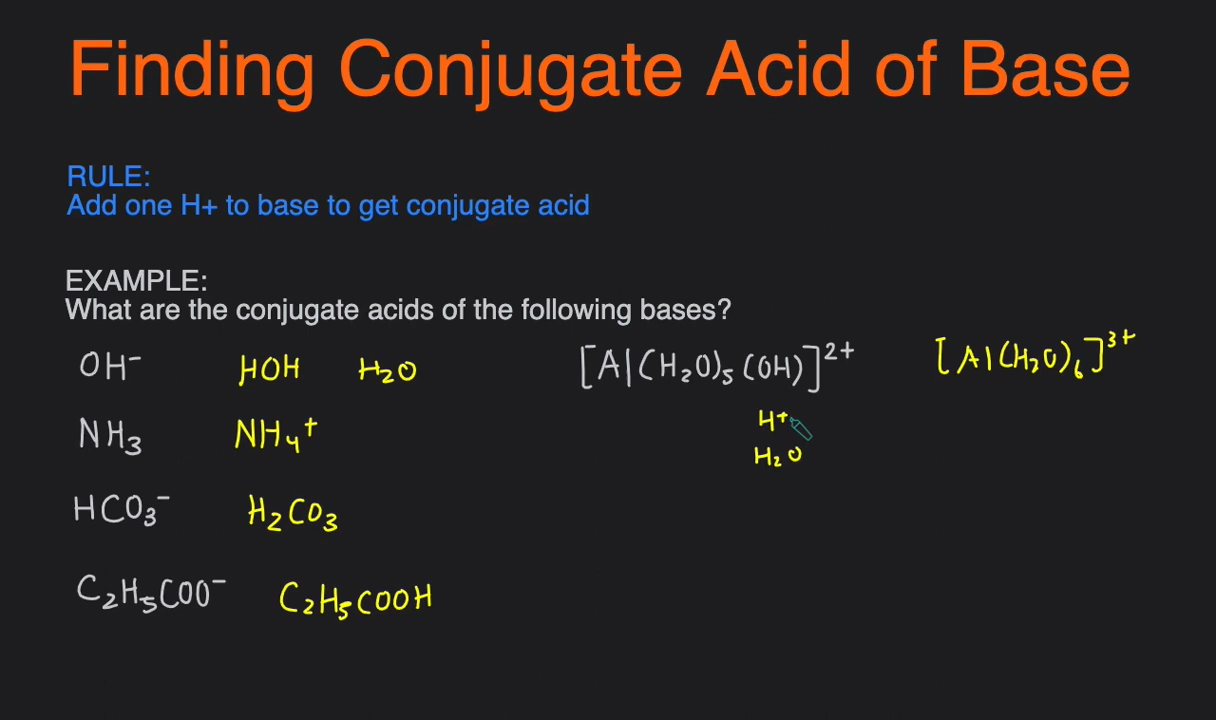 Finding Conjugate Acid of Base
RULE:
Add one H+ to base to get conjugate acid
EXAMPLE:
What are the conjugate acids of the following bases?
OH⁻ HOH H₂O [Al(H₂O)₅(OH)]²⁺ [Al(H₂O)₆]³⁺
NH₃ NH₄⁺ H+
H₂O
HCO₃⁻ H₂CO₃
C₂H₅COO⁻ C₂H₅COOH